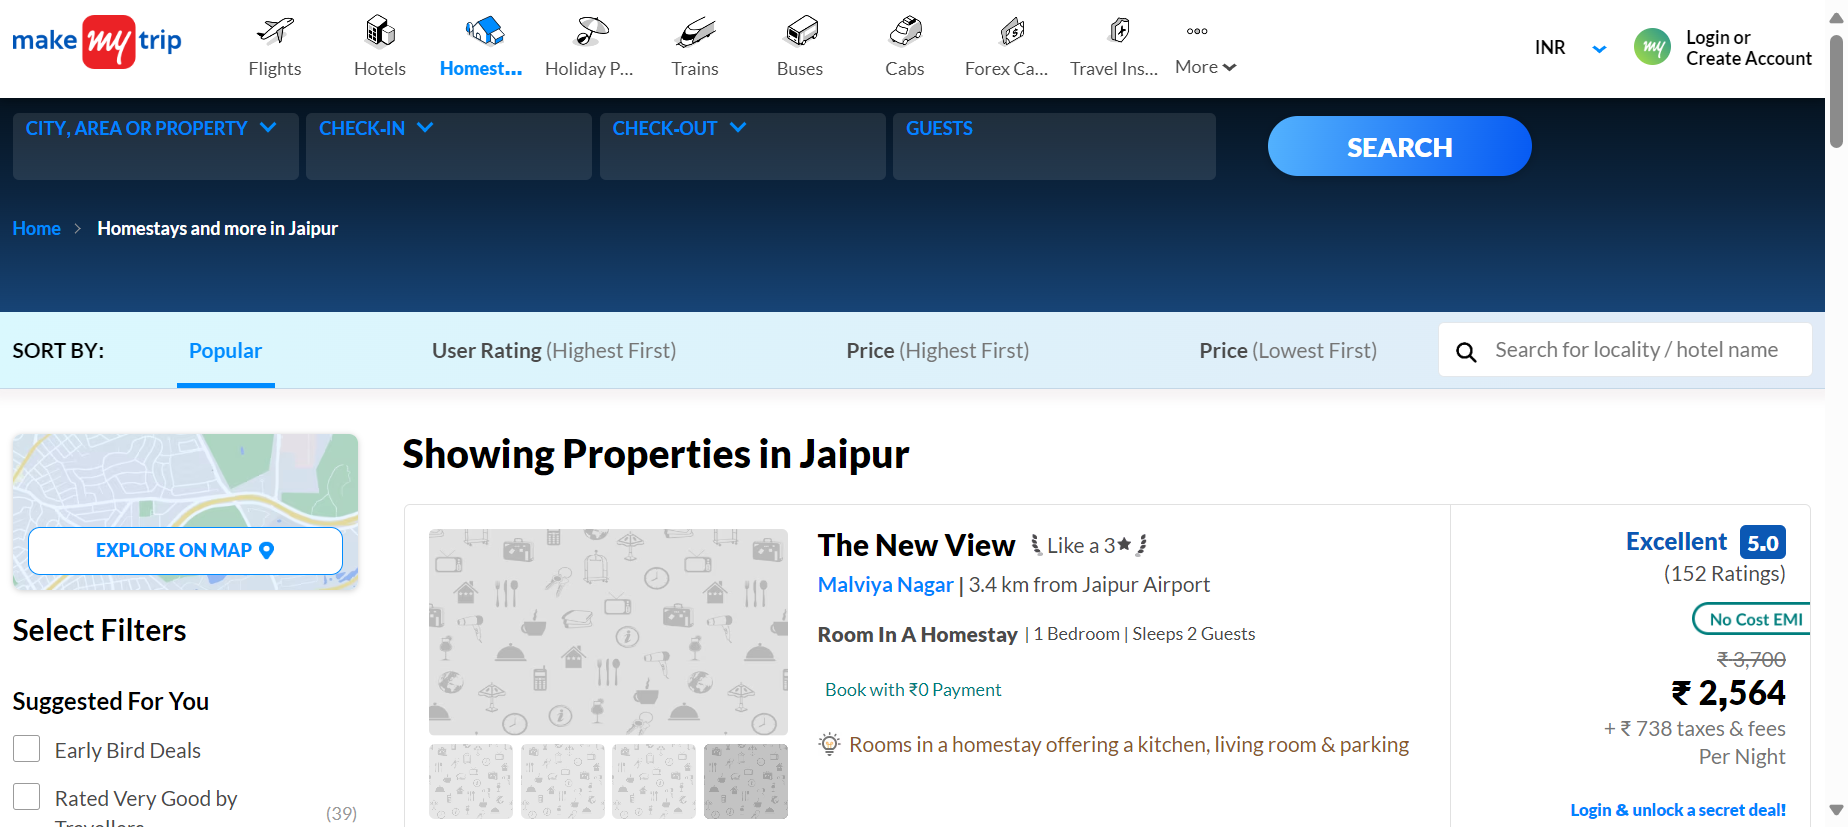 make my trip
Flights
Hotels
Homest...
Holiday P...
Trains
Buses
Cabs
Forex Ca...
Travel Ins...
More
INR
my
Login or
Create Account
CITY, AREA OR PROPERTY
CHECK-IN
CHECK-OUT
GUESTS
SEARCH
Home
Homestays and more in Jaipur
SORT BY:
Popular
User Rating (Highest First)
Price (Highest First)
Price (Lowest First)
Search for locality / hotel name
EXPLORE ON MAP
Select Filters
Suggested For You
Early Bird Deals
Rated Very Good by
Travellers
(39)
Showing Properties in Jaipur
The New View
Like a 3★
Malviya Nagar | 3.4 km from Jaipur Airport
Room In A Homestay | 1 Bedroom | Sleeps 2 Guests
Book with ₹0 Payment
Rooms in a homestay offering a kitchen, living room & parking
Excellent 5.0
(152 Ratings)
No Cost EMI
₹ 3,700
₹ 2,564
+ ₹ 738 taxes & fees
Per Night
Login & unlock a secret deal!